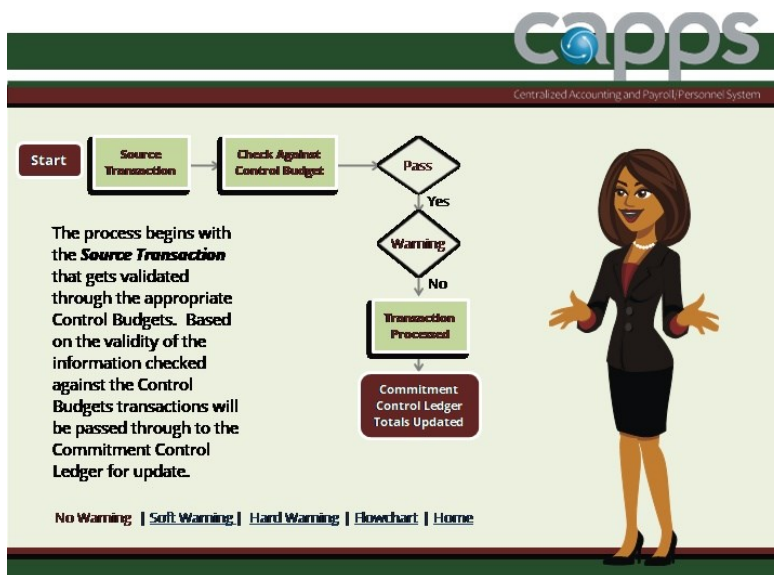 capps
Centralized Accounting and Payroll/Personnel System
Start
Source
Transaction
Check Against
Control Budget
Pass
Yes
Warning
No
Transaction
Processed
Commitment
Control Ledger
Totals Updated
The process begins with
the Source Transaction
that gets validated
through the appropriate
Control Budgets. Based
on the validity of the
information checked
against the Control
Budgets transactions will
be passed through to the
Commitment Control
Ledger for update.
No Warning | Soft Warning | Hard Warning | Flowchart | Home